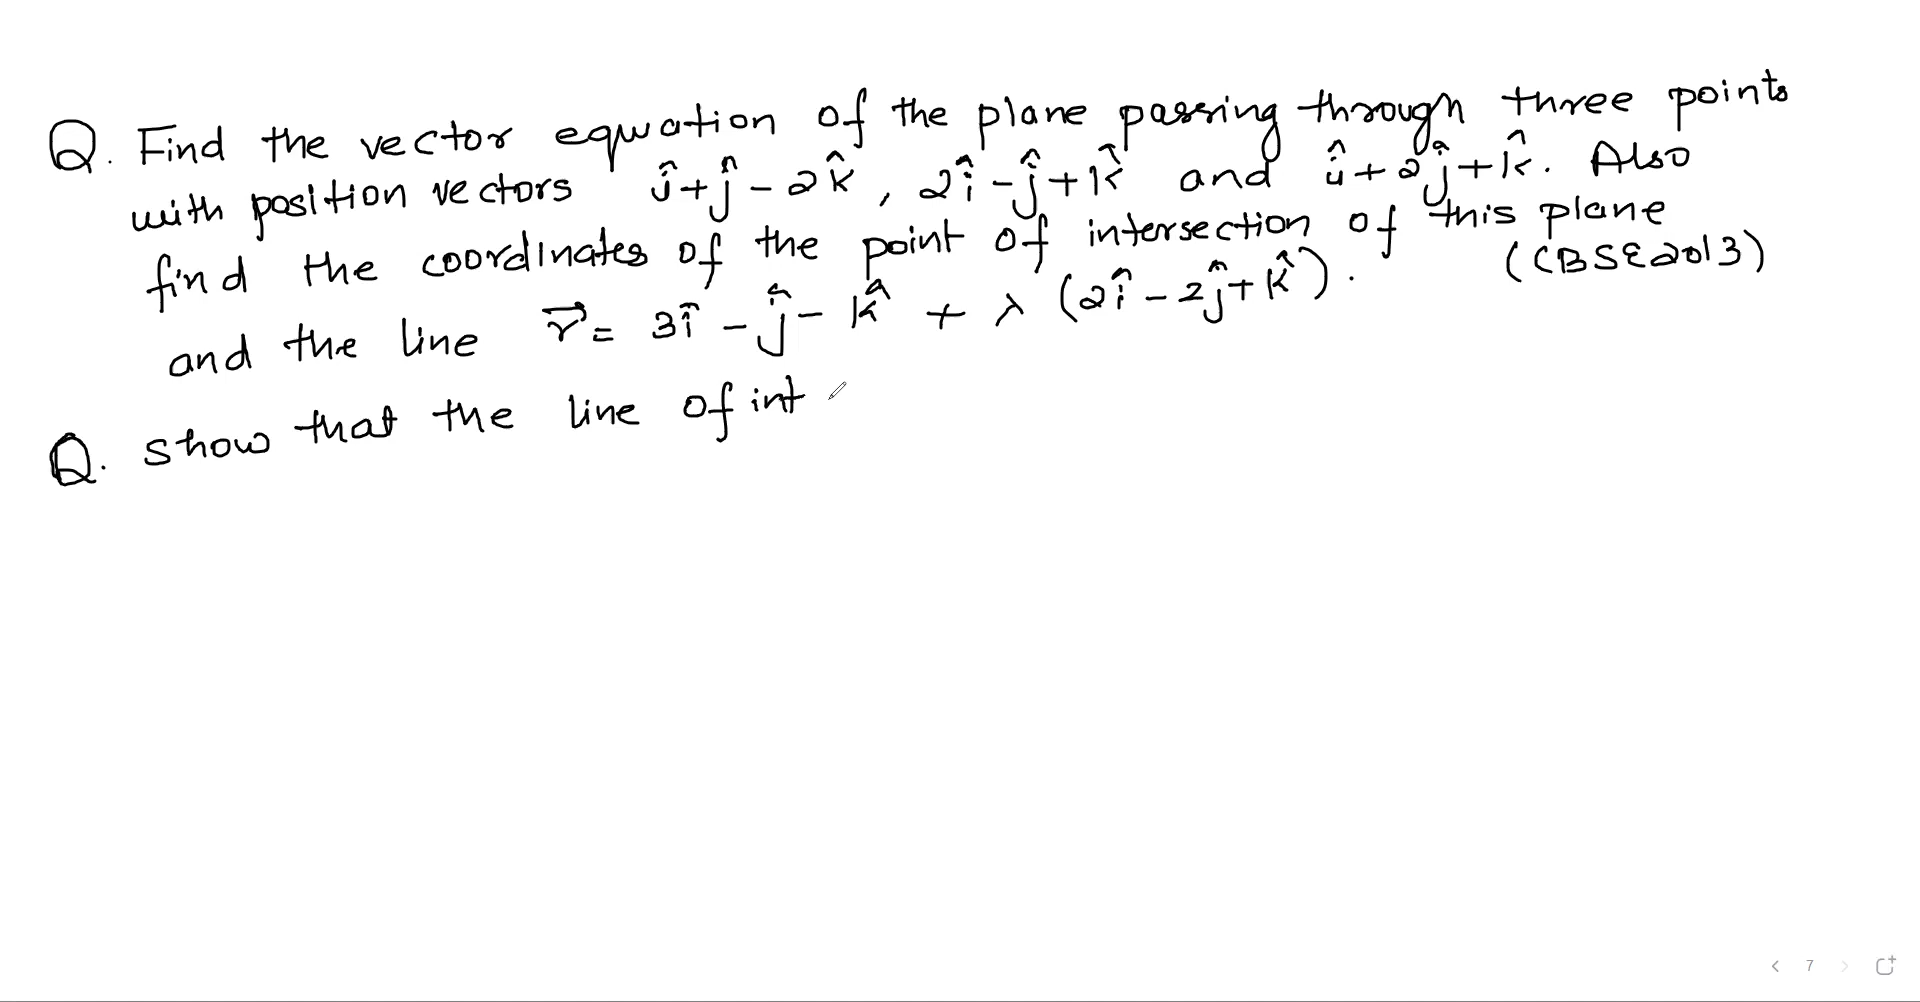 Q. Find the vector equation of the plane passing through three points
with position vectors î+ĵ-2k̂, 2î-ĵ+k̂ and î+2ĵ+k̂. Also
find the coordinates of the point of intersection of this plane
and the line r⃗= 3î-ĵ-k̂ + λ (2î-2ĵ+k̂). (CBSE2013)
Q. show that the line of int
7